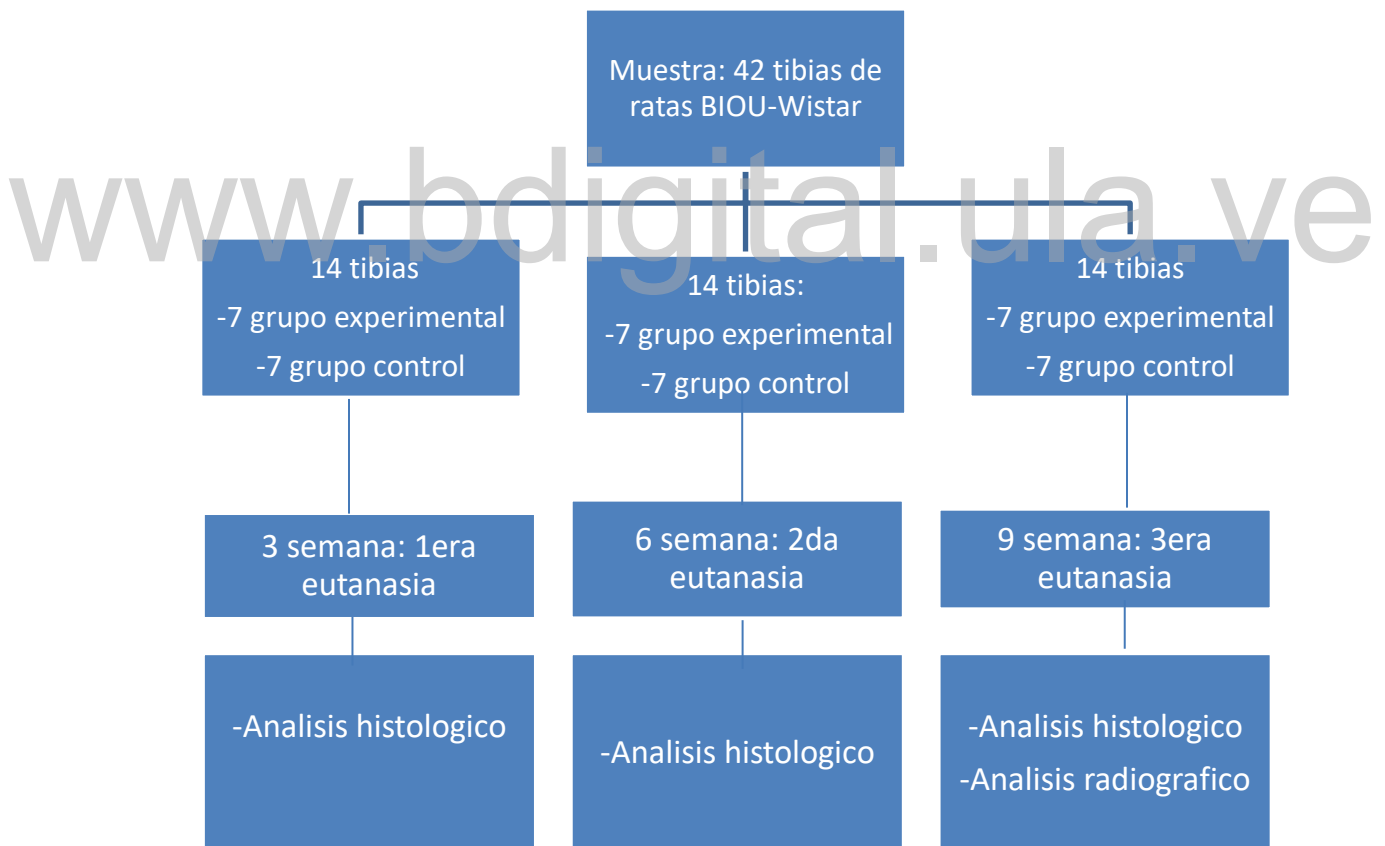 Muestra: 42 tibias de
ratas BIOU-Wistar
www.bdigital.ula.ve
14 tibias
-7 grupo experimental
-7 grupo control
14 tibias:
-7 grupo experimental
-7 grupo control
14 tibias
-7 grupo experimental
-7 grupo control
3 semana: 1era
eutanasia
6 semana: 2da
eutanasia
9 semana: 3era
eutanasia
-Analisis histologico
-Analisis histologico
-Analisis histologico
-Analisis radiografico